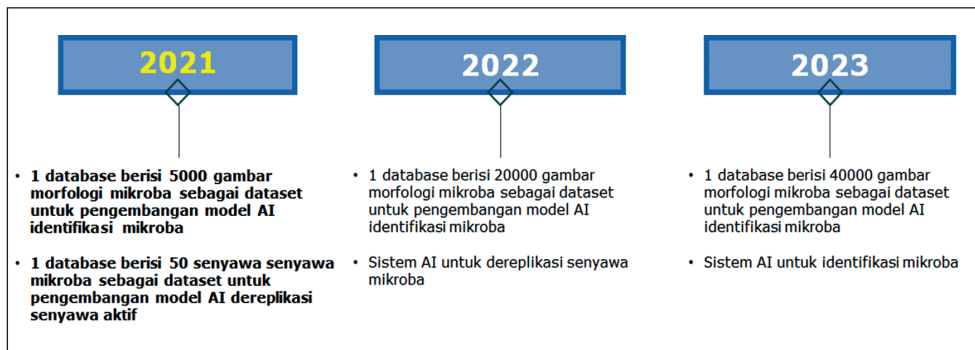 2021
• 1 database berisi 5000 gambar
morfologi mikroba sebagai dataset
untuk pengembangan model AI
identifikasi mikroba
• 1 database berisi 50 senyawa senyawa
mikroba sebagai dataset untuk
pengembangan model AI dereplikasi
senyawa aktif
2022
• 1 database berisi 20000 gambar
morfologi mikroba sebagai dataset
untuk pengembangan model AI
identifikasi mikroba
• Sistem AI untuk dereplikasi senyawa
mikroba
2023
• 1 database berisi 40000 gambar
morfologi mikroba sebagai dataset
untuk pengembangan model AI
identifikasi mikroba
• Sistem AI untuk identifikasi mikroba